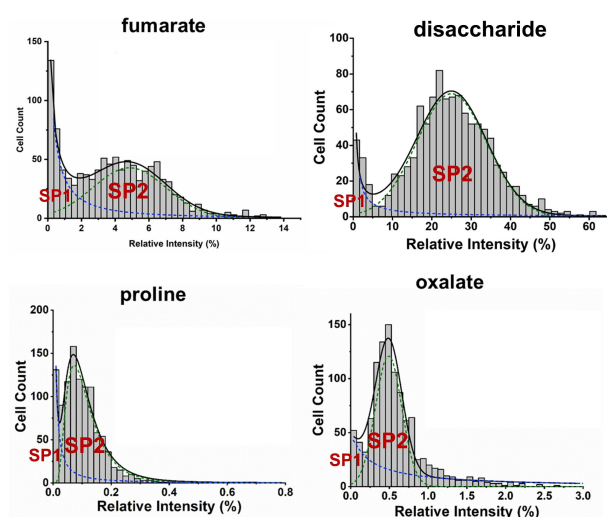 fumarate
150
100
50
0
Cell Count
SP1
SP2
0 2 4 6 8 10 12 14
Relative Intensity (%)
disaccharide
100
80
60
40
20
0
Cell Count
SP1
SP2
0 10 20 30 40 50 60
Relative Intensity (%)
proline
200
150
100
50
0
Cell Count
SP1
SP2
0.0 0.2 0.4 0.6 0.8
Relative Intensity (%)
oxalate
150
100
50
0
Cell Count
SP1
SP2
0.0 0.5 1.0 1.5 2.0 2.5 3.0
Relative Intensity (%)